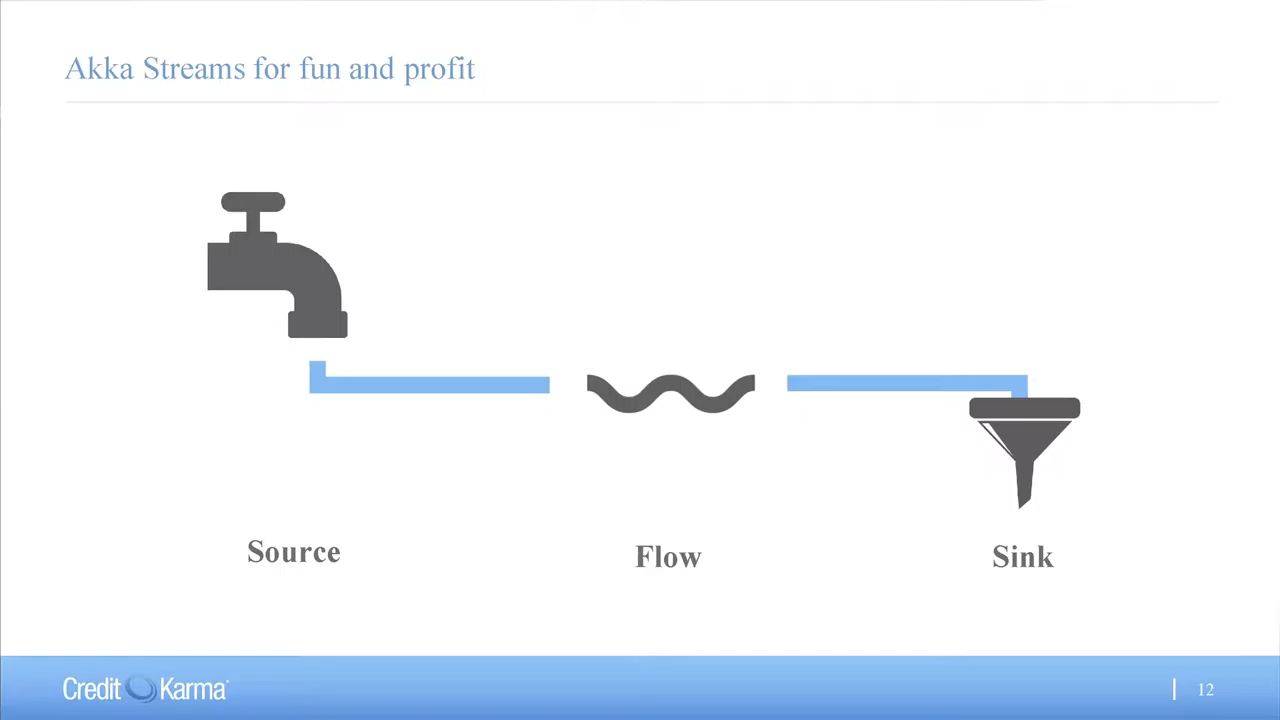 Akka Streams for fun and profit
Source
Flow
Sink
Credit Karma
12